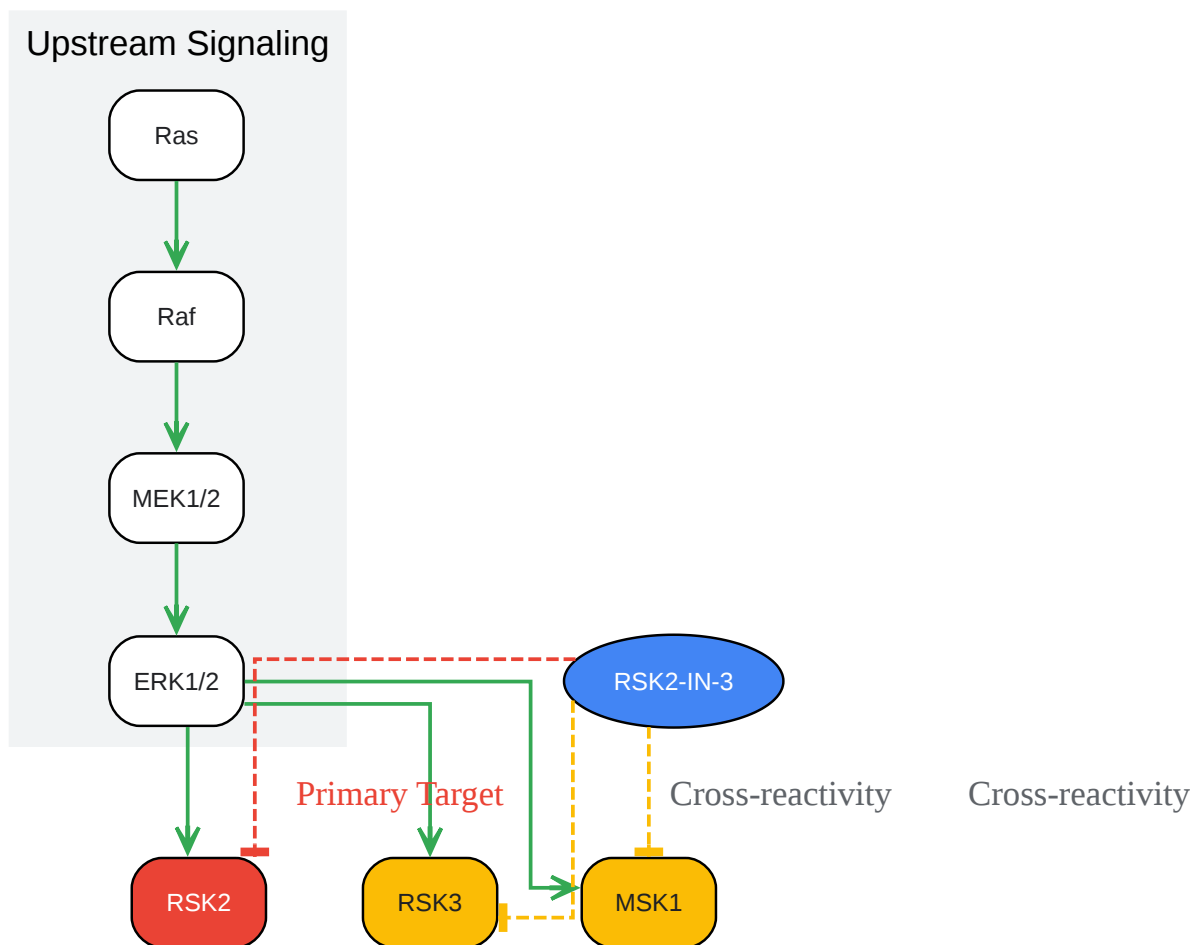 Upstream Signaling
Ras
Raf
MEK1/2
ERK1/2
RSK2-IN-3
Primary Target
Cross-reactivity
Cross-reactivity
RSK2
RSK3
MSK1